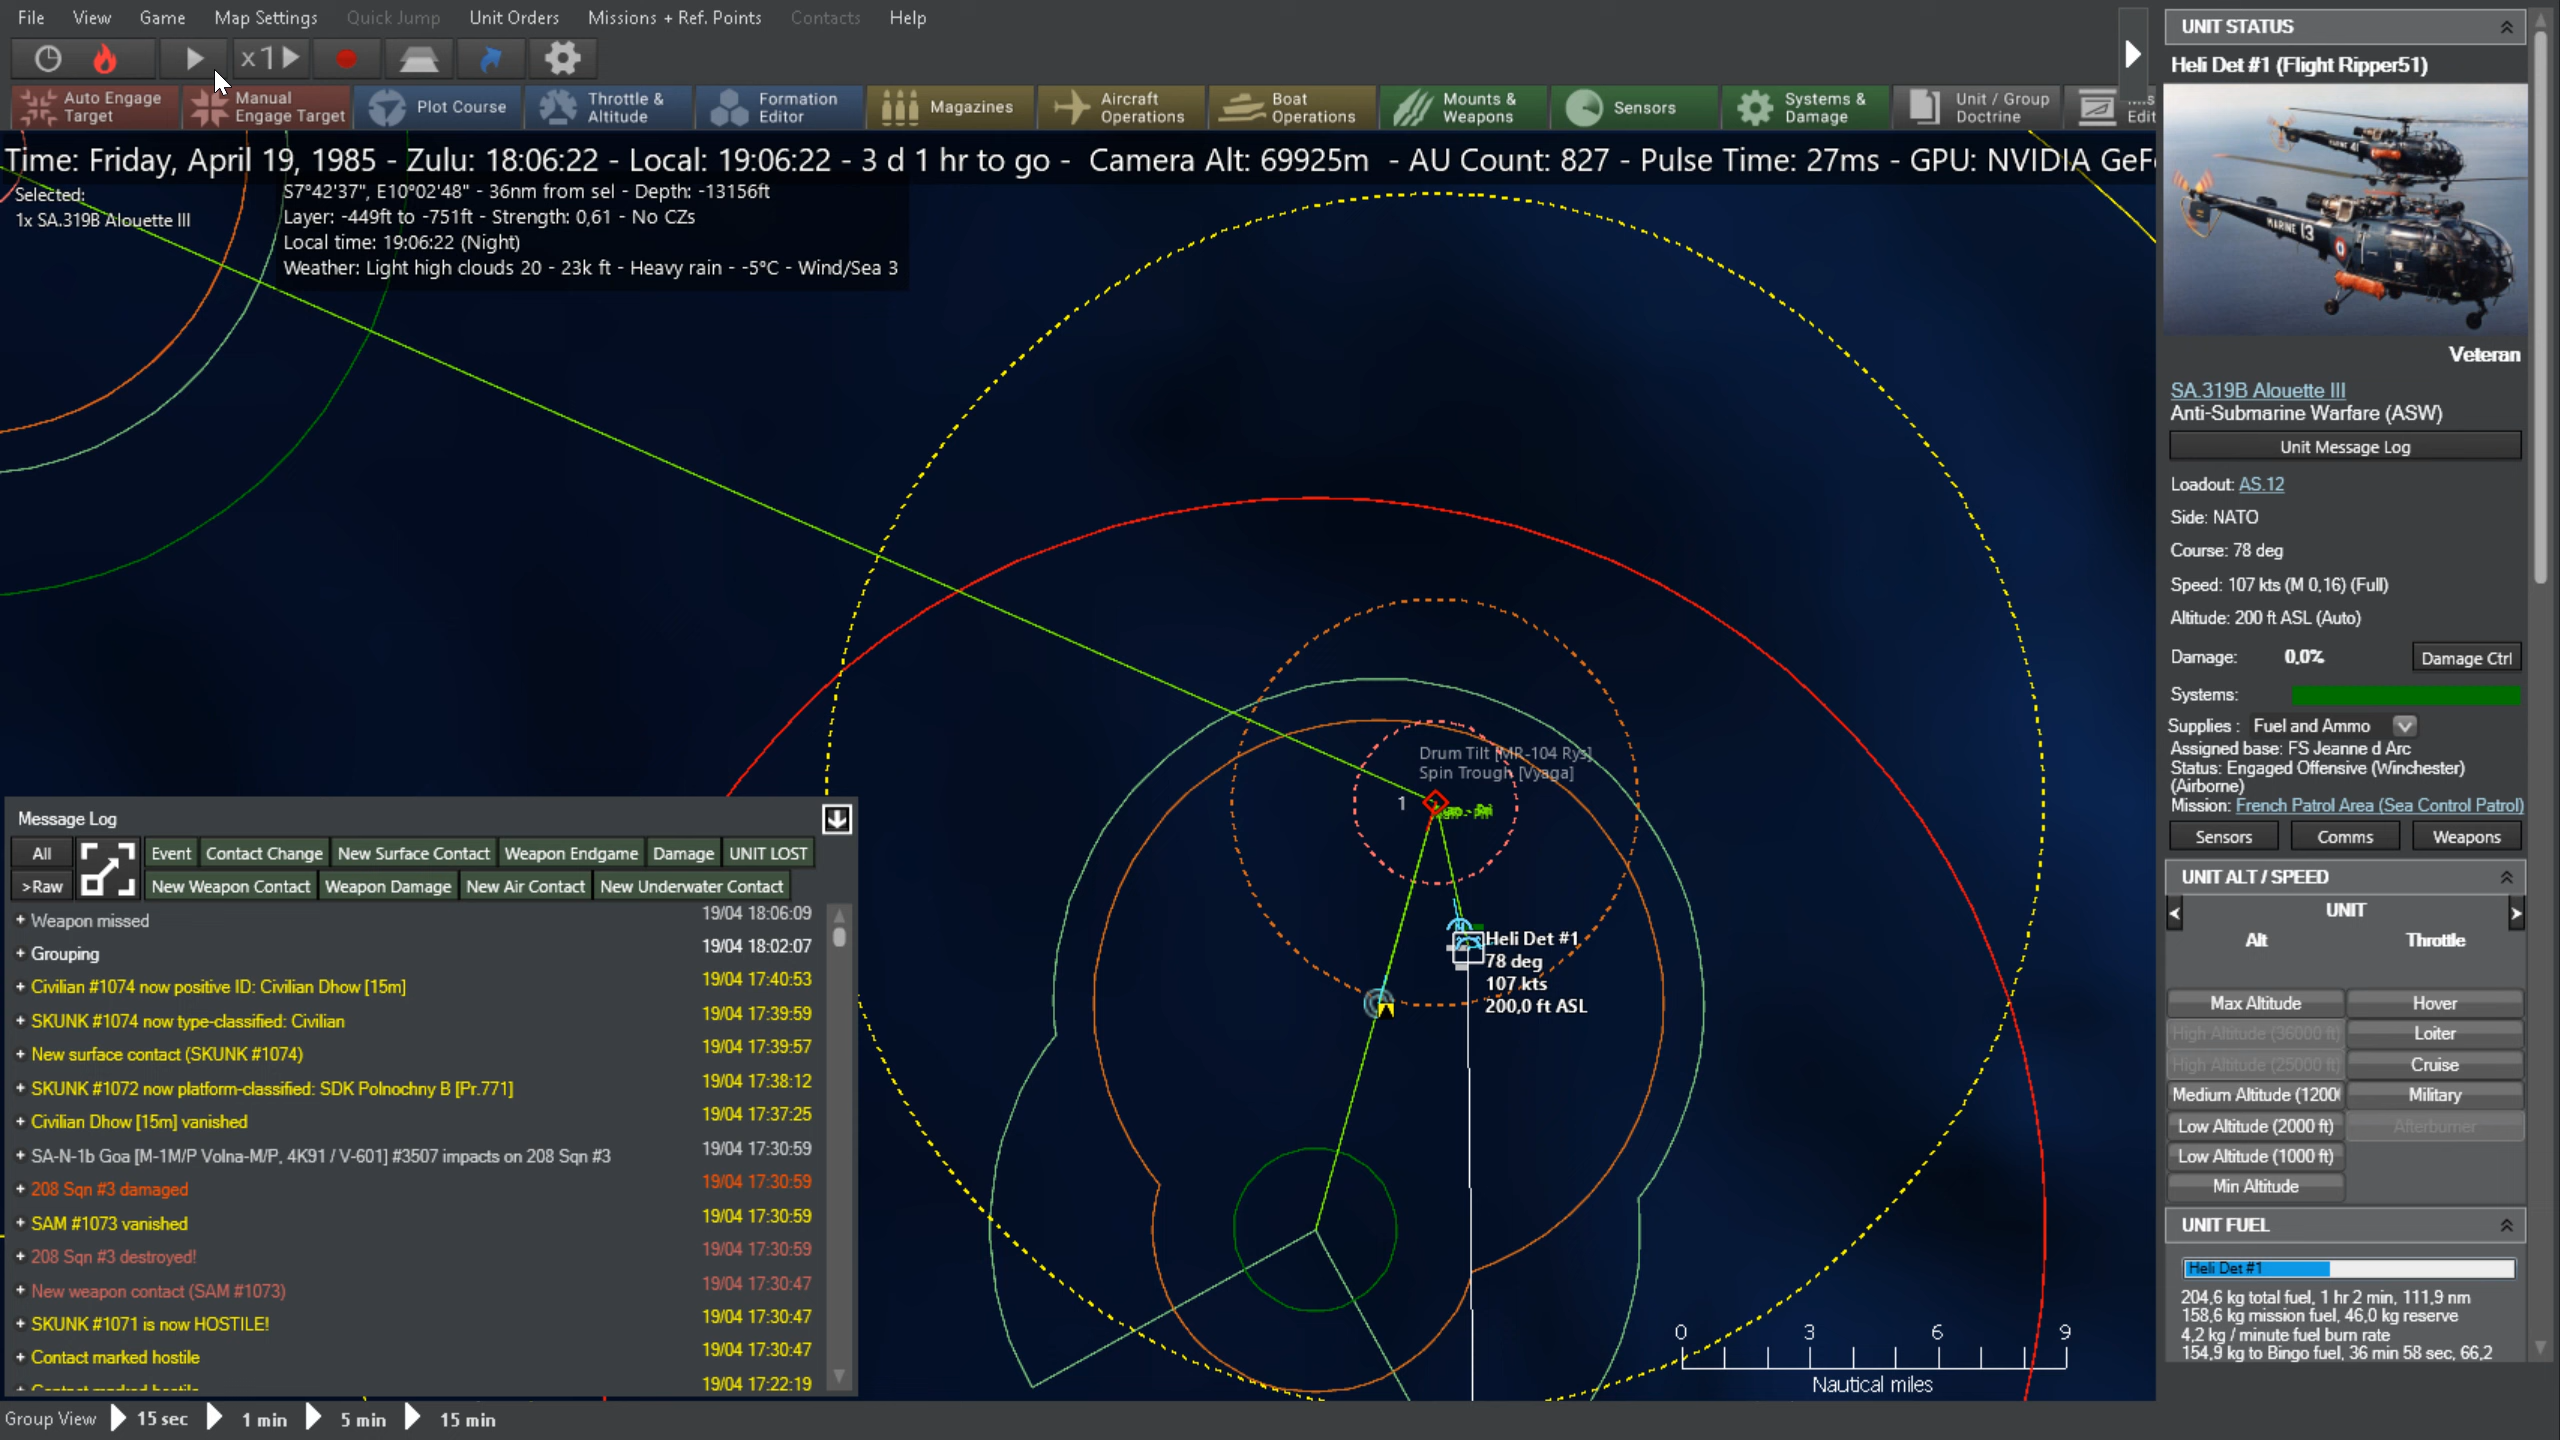 File View Game Map Settings Quick Jump Unit Orders Missions + Ref. Points Contacts Help
x1
Auto Engage Target
Manual Engage Target
Plot Course
Throttle & Altitude
Formation Editor
Magazines
Aircraft Operations
Boat Operations
Mounts & Weapons
Sensors
Systems & Damage
Unit / Group Doctrine
Time: Friday, April 19, 1985 - Zulu: 18:06:22 - Local: 19:06:22 - 3 d 1 hr to go - Camera Alt: 69925m - AU Count: 827 - Pulse Time: 27ms - GPU: NVIDIA GeF
Selected:
1x SA.319B Alouette III
S7°42'37", E10°02'48" - 36nm from sel - Depth: -13156ft
Layer: -449ft to -751ft - Strength: 0,61 - No CZs
Local time: 19:06:22 (Night)
Weather: Light high clouds 20 - 23k ft - Heavy rain - -5°C - Wind/Sea 3
Drum Tilt [MR-104 Rys]
Spin Trough [Vyaga]
1
Heli Det #1
78 deg
107 kts
200,0 ft ASL
0 3 6 9
Nautical miles
Message Log
All Event Contact Change New Surface Contact Weapon Endgame Damage UNIT LOST
>Raw New Weapon Contact Weapon Damage New Air Contact New Underwater Contact
+ Weapon missed 19/04 18:06:09
+ Grouping 19/04 18:02:07
+ Civilian #1074 now positive ID: Civilian Dhow [15m] 19/04 17:40:53
+ SKUNK #1074 now type-classified: Civilian 19/04 17:39:59
+ New surface contact (SKUNK #1074) 19/04 17:39:57
+ SKUNK #1072 now platform-classified: SDK Polnochny B [Pr.771] 19/04 17:38:12
+ Civilian Dhow [15m] vanished 19/04 17:37:25
+ SA-N-1b Goa [M-1M/P Volna-M/P, 4K91 / V-601] #3507 impacts on 208 Sqn #3 19/04 17:30:59
+ 208 Sqn #3 damaged 19/04 17:30:59
+ SAM #1073 vanished 19/04 17:30:59
+ 208 Sqn #3 destroyed! 19/04 17:30:59
+ New weapon contact (SAM #1073) 19/04 17:30:47
+ SKUNK #1071 is now HOSTILE! 19/04 17:30:47
+ Contact marked hostile 19/04 17:30:47
+ Contact marked hostile 19/04 17:22:19
Group View 15 sec 1 min 5 min 15 min
UNIT STATUS
Heli Det #1 (Flight Ripper51)
MARINE 13
Veteran
SA.319B Alouette III
Anti-Submarine Warfare (ASW)
Unit Message Log
Loadout: AS.12
Side: NATO
Course: 78 deg
Speed: 107 kts (M 0,16) (Full)
Altitude: 200 ft ASL (Auto)
Damage: 0,0% Damage Ctrl
Systems:
Supplies : Fuel and Ammo
Assigned base: FS Jeanne d Arc
Status: Engaged Offensive (Winchester)
(Airborne)
Mission: French Patrol Area (Sea Control Patrol)
Sensors Comms Weapons
UNIT ALT / SPEED
< UNIT >
Alt Throttle
Max Altitude Hover
High Altitude (36000 ft) Loiter
High Altitude (25000 ft) Cruise
Medium Altitude (1200 Military
Low Altitude (2000 ft) Afterburner
Low Altitude (1000 ft)
Min Altitude
UNIT FUEL
Heli Det #1
204,6 kg total fuel, 1 hr 2 min, 111,9 nm
158,6 kg mission fuel, 46,0 kg reserve
4,2 kg / minute fuel burn rate
154,9 kg to Bingo fuel, 36 min 58 sec, 66,2